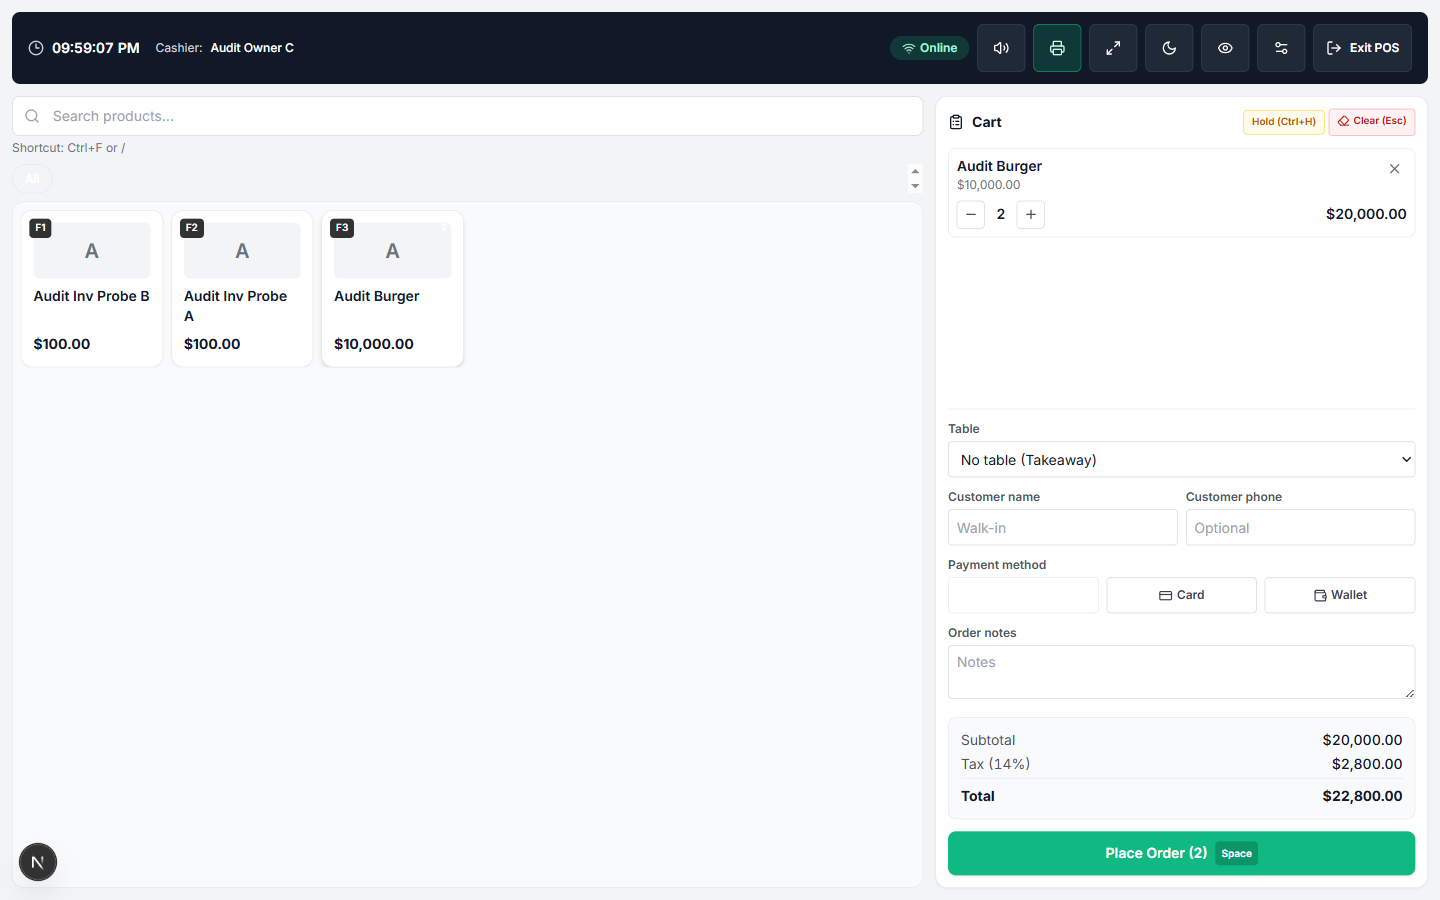 09:59:07 PM
Cashier: Audit Owner C
Online
Exit POS
Search products...
Shortcut: Ctrl+F or /
All
F1
A
Audit Inv Probe B
$100.00
F2
A
Audit Inv Probe
A
$100.00
F3
2
A
Audit Burger
$10,000.00
N
Cart
Hold (Ctrl+H)
Clear (Esc)
Audit Burger
$10,000.00
2
$20,000.00
Table
No table (Takeaway)
Customer name
Customer phone
Walk-in
Optional
Payment method
Card
Wallet
Order notes
Notes
Subtotal
$20,000.00
Tax (14%)
$2,800.00
Total
$22,800.00
Place Order (2)
Space